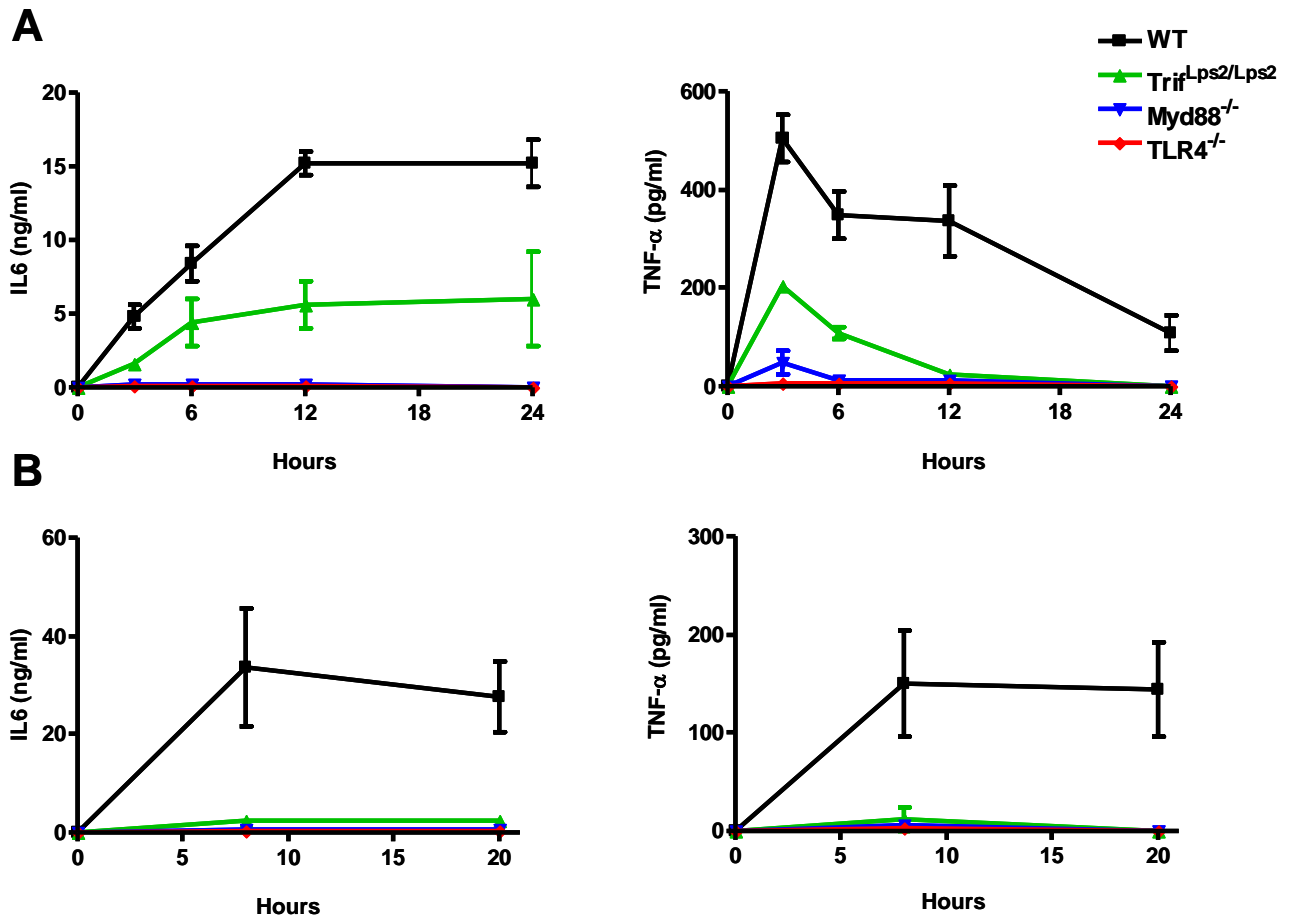 A
WT
Trif^Lps2/Lps2
Myd88^-/-
TLR4^-/-
IL6 (ng/ml)
20
15
10
5
0
0 6 12 18 24
Hours
TNF-α (pg/ml)
600
400
200
0
0 6 12 18 24
Hours
B
IL6 (ng/ml)
60
40
20
0
0 5 10 15 20
Hours
TNF-α (pg/ml)
300
200
100
0
0 5 10 15 20
Hours